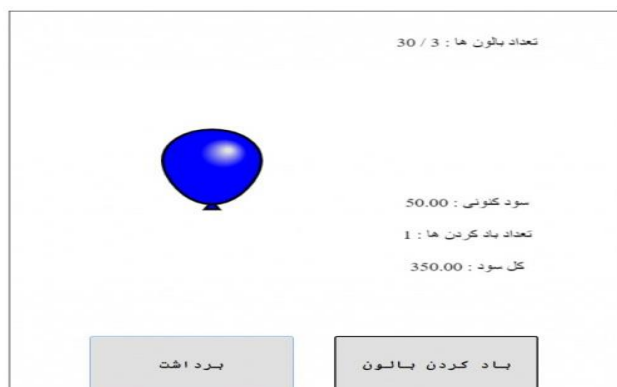 تعداد بالون ها : 3 / 30
سود کنونی : 50.00
تعداد باد کردن ها : 1
کل سود : 350.00
باد کردن بالون
برداشت